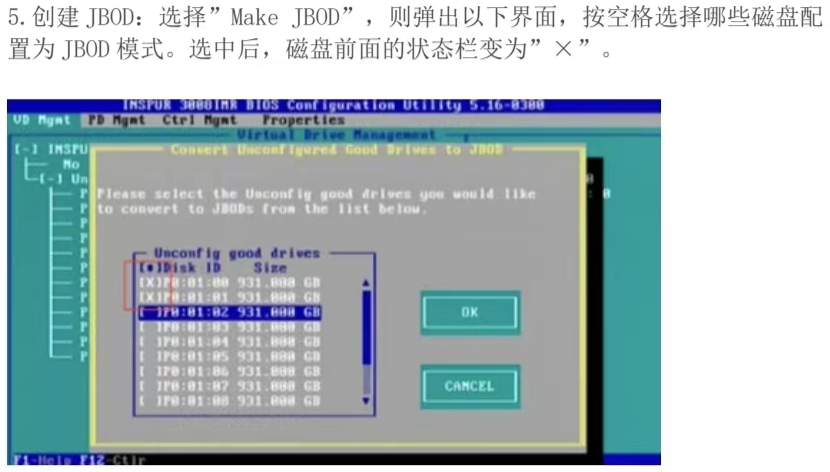 5.创建 JBOD：选择”Make JBOD”，则弹出以下界面，按空格选择哪些磁盘配
置为 JBOD 模式。选中后，磁盘前面的状态栏变为”×”。
INSPUR 3008IMR BIOS Configuration Utility 5.16-0300
VD Mgmt PD Mgmt Ctrl Mgmt Properties
Virtual Drive Management
Convert Unconfigured Good Drives to JBOD
[-] INSPU
No
[-] Un
Please select the Unconfig good drives you would like
to convert to JBODs from the list below.
Unconfig good drives
Disk ID Size
[X]P0:01:00 931.000 GB
[X]P0:01:01 931.000 GB
[ ]P0:01:02 931.000 GB
[ ]P0:01:03 931.000 GB
[ ]P0:01:04 931.000 GB
[ ]P0:01:05 931.000 GB
[ ]P0:01:06 931.000 GB
[ ]P0:01:07 931.000 GB
[ ]P0:01:08 931.000 GB
OK
CANCEL
F1-Help F12-Ctlr